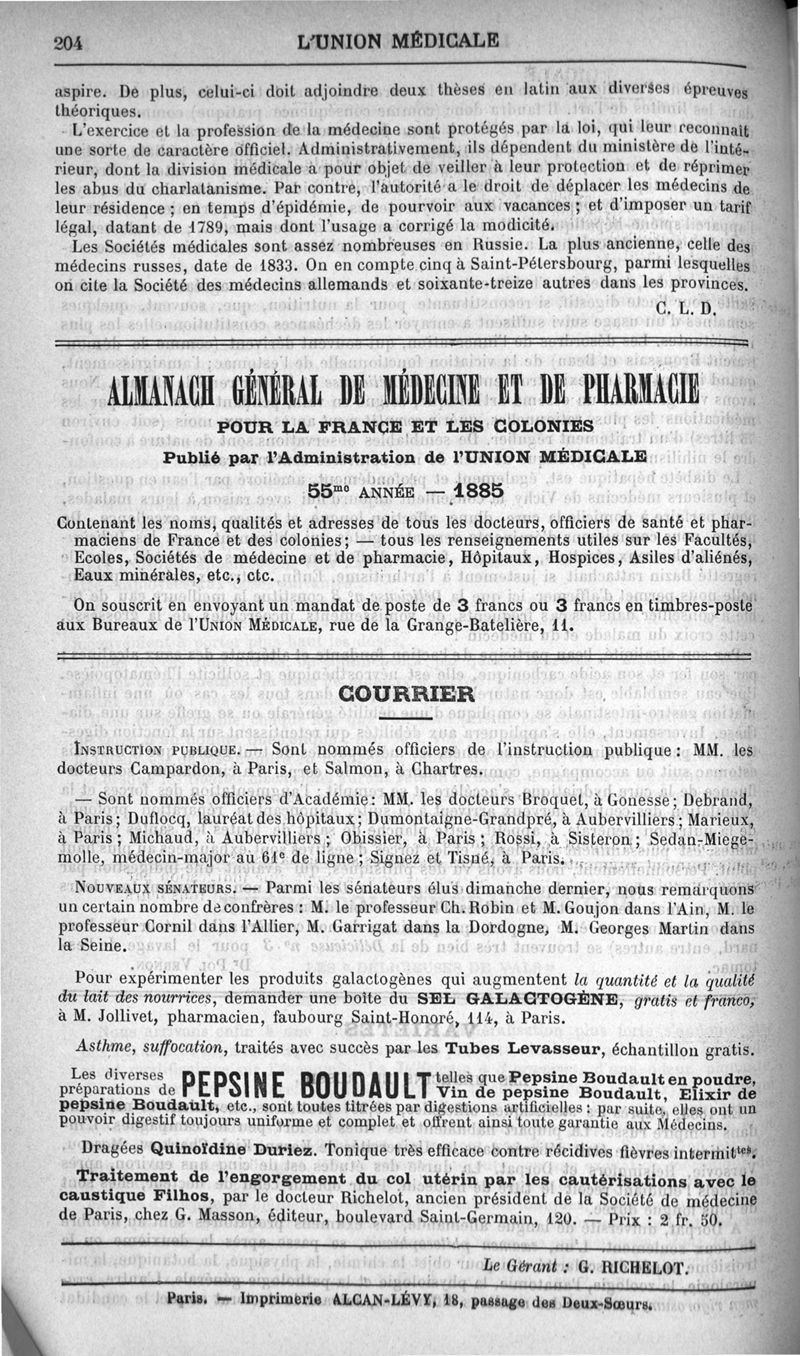 204
L'UNION MÉDICALE
aspire. De plus, celui-ci doit adjoindre deux thèses en latin aux diverses épreuves
théoriques.
L'exercice et la profession de la médecine sont protégés par la loi, qui leur reconnaît
une sorte de caractère officiel. Administrativement, ils dépendent du ministère de l'inté-
rieur, dont la division médicale a pour objet de veiller à leur protection et de réprimer
les abus du charlatanisme. Par contre, l'autorité a le droit de déplacer les médecins de
leur résidence ; en temps d'épidémie, de pourvoir aux vacances ; et d'imposer un tarif
légal, datant de 1789, mais dont l'usage a corrigé la modicité.
Les Sociétés médicales sont assez nombreuses en Russie. La plus ancienne, celle des
médecins russes, date de 1833. On en compte cinq à Saint-Pétersbourg, parmi lesquelles
on cite la Société des médecins allemands et soixante-treize autres dans les provinces.
C. L. D.
ALMANACH GÉNÉRAL DE MÉDECINE ET DE PHARMACIE
POUR LA FRANCE ET LES COLONIES
Publié par l'Administration de l'UNION MÉDICALE
55me ANNÉE — 1885
Contenant les noms, qualités et adresses de tous les docteurs, officiers de santé et phar-
maciens de France et des colonies; — tous les renseignements utiles sur les Facultés,
Ecoles, Sociétés de médecine et de pharmacie, Hôpitaux, Hospices, Asiles d'aliénés,
Eaux minérales, etc., etc.
On souscrit en envoyant un mandat de poste de 3 francs ou 3 francs en timbres-poste
aux Bureaux de l'UNION MÉDICALE, rue de la Grange-Batelière, 11.
COURRIER
INSTRUCTION PUBLIQUE. — Sont nommés officiers de l'instruction publique : MM. les
docteurs Campardon, à Paris, et Salmon, à Chartres.
— Sont nommés officiers d'Académie: MM. les docteurs Broquet, à Gonesse; Debrand,
à Paris; Duflocq, lauréat des hôpitaux; Dumontaigne-Grandpré, à Aubervilliers; Marieux,
à Paris; Michaud, à Aubervilliers; Obissier, à Paris; Rossi, à Sisteron; Sedan-Miege-
molle, médecin-major au 61e de ligne; Signez et Tisné, à Paris.
NOUVEAUX SÉNATEURS. — Parmi les sénateurs élus dimanche dernier, nous remarquons
un certain nombre de confrères : M. le professeur Ch. Robin et M. Goujon dans l'Ain, M. le
professeur Cornil dans l'Allier, M. Garrigat dans la Dordogne, M. Georges Martin dans
la Seine.
Pour expérimenter les produits galactogènes qui augmentent la quantité et la qualité
du lait des nourrices, demander une boîte du SEL GALACTOGÈNE, gratis et franco,
à M. Jollivet, pharmacien, faubourg Saint-Honoré, 114, à Paris.
Asthme, suffocation, traités avec succès par les Tubes Levasseur, échantillon gratis.
Les diverses préparations de PEPSINE BOUDAULT telles que Pepsine Boudault en poudre,
Vin de pepsine Boudault, Elixir de
pepsine Boudault, etc., sont toutes titrées par digestions artificielles : par suite, elles ont un
pouvoir digestif toujours uniforme et complet et offrent ainsi toute garantie aux Médecins.
Dragées Quinoïdine Duriez. Tonique très efficace contre récidives fièvres intermittes.
Traitement de l'engorgement du col utérin par les cautérisations avec le
caustique Filhos, par le docteur Richelot, ancien président de la Société de médecine
de Paris, chez G. Masson, éditeur, boulevard Saint-Germain, 120. — Prix : 2 fr. 50.
Le Gérant : G. RICHELOT.
Paris. — Imprimerie ALCAN-LÉVY, 18, passage des Deux-Sœurs.